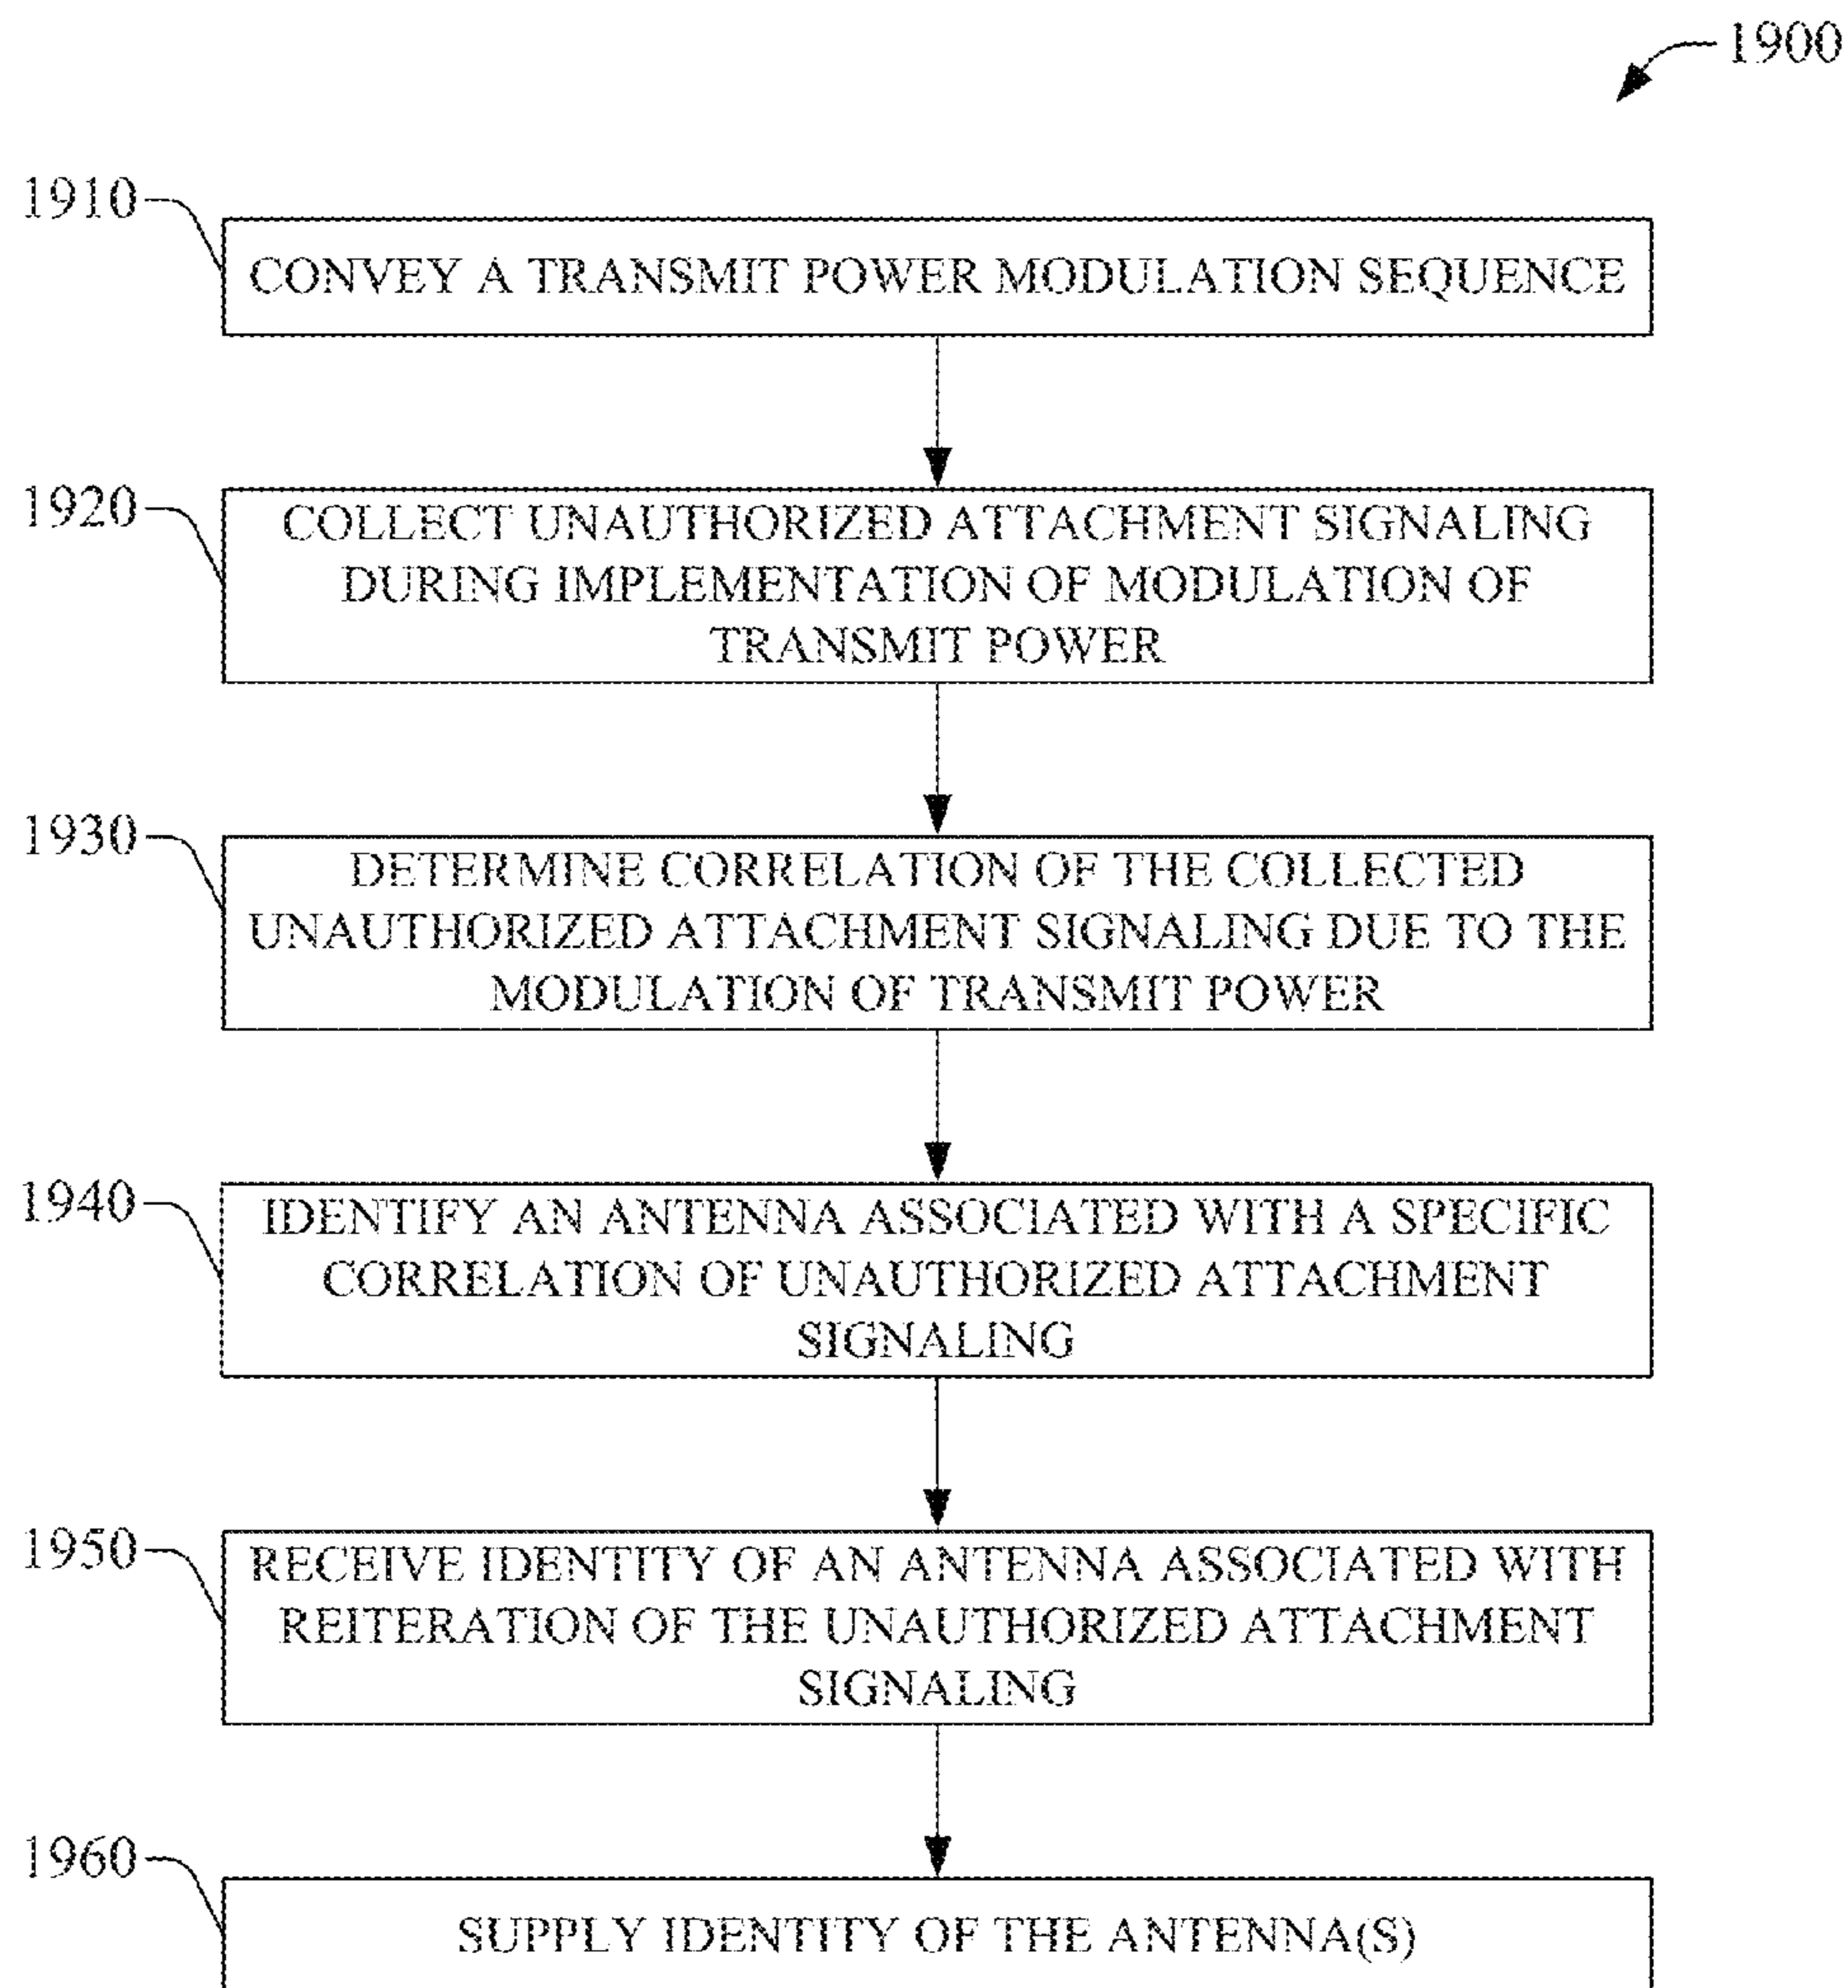 1900
1910
CONVEY A TRANSMIT POWER MODULATION SEQUENCE
1920
COLLECT UNAUTHORIZED ATTACHMENT SIGNALING
DURING IMPLEMENTATION OF MODULATION OF
TRANSMIT POWER
1930
DETERMINE CORRELATION OF THE COLLECTED
UNAUTHORIZED ATTACHMENT SIGNALING DUE TO THE
MODULATION OF TRANSMIT POWER
1940
IDENTIFY AN ANTENNA ASSOCIATED WITH A SPECIFIC
CORRELATION OF UNAUTHORIZED ATTACHMENT
SIGNALING
1950
RECEIVE IDENTITY OF AN ANTENNA ASSOCIATED WITH
REITERATION OF THE UNAUTHORIZED ATTACHMENT
SIGNALING
1960
SUPPLY IDENTITY OF THE ANTENNA(S)